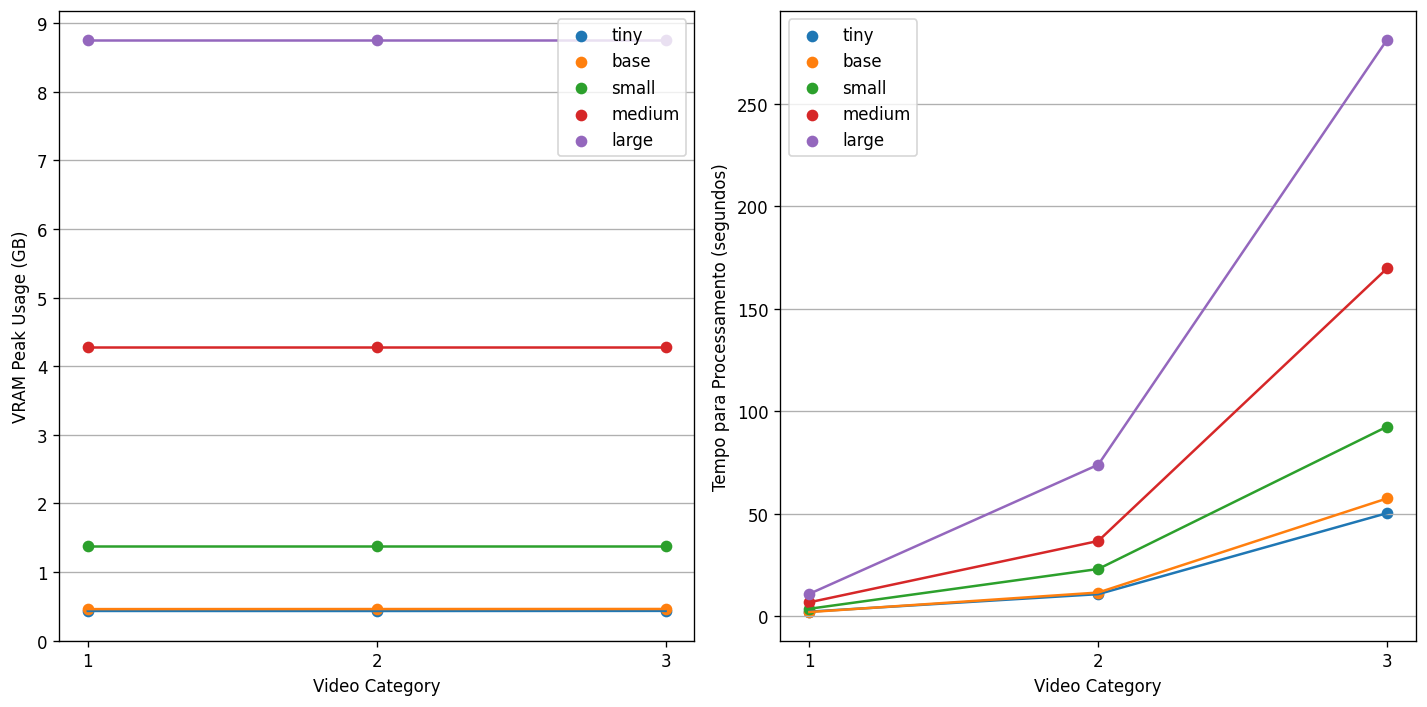 VRAM Peak Usage (GB)
9
8
7
6
5
4
3
2
1
0
tiny
base
small
medium
large
1
2
3
Video Category
Tempo para Processamento (segundos)
250
200
150
100
50
0
tiny
base
small
medium
large
1
2
3
Video Category